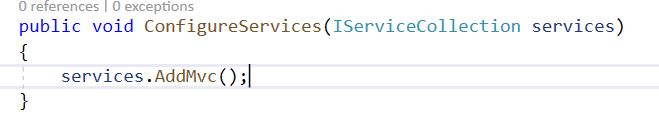 0 references | 0 exceptions
public void ConfigureServices(IServiceCollection services)
{
    services.AddMvc();
}